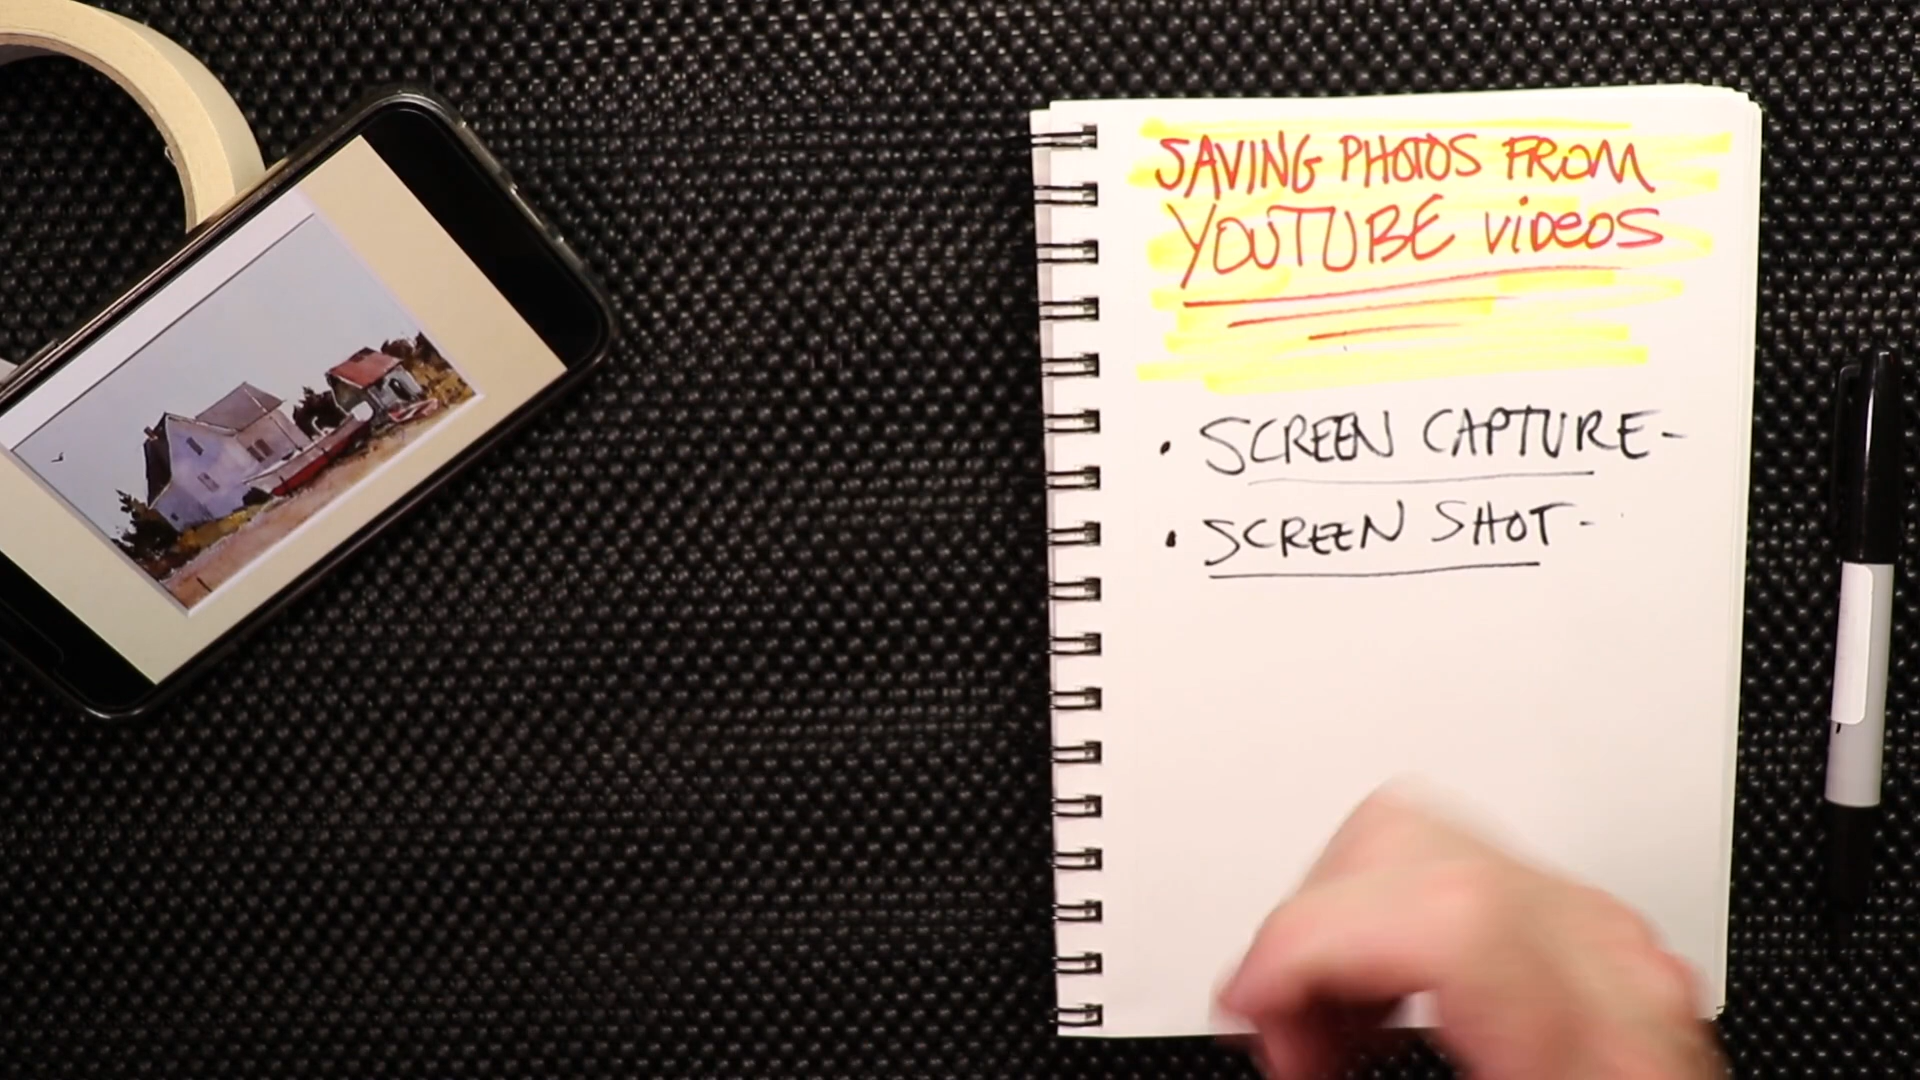 SAVING PHOTOS FROM
YOUTUBE ViDEOS
• SCREEN CAPTURE-
• SCREEN SHOT-